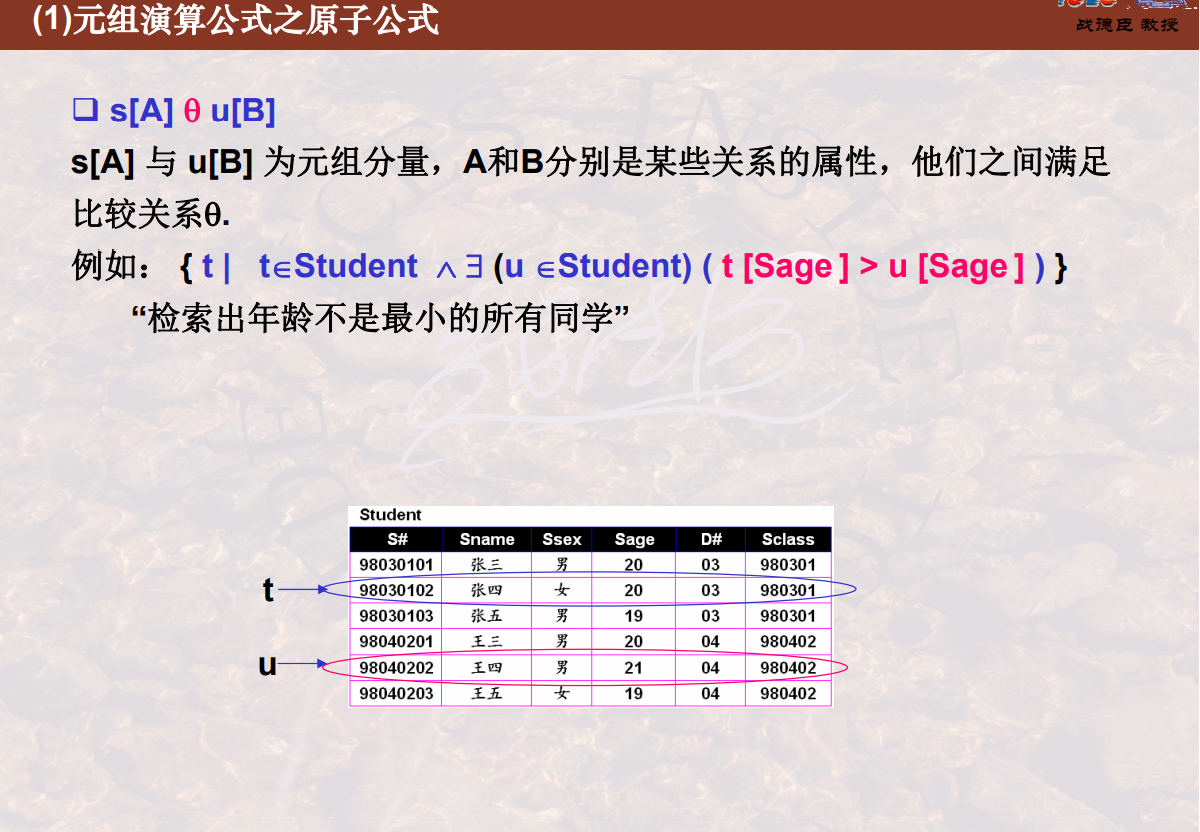 (1)元组演算公式之原子公式
战德臣 教授
❑ s[A] θ u[B]
s[A] 与 u[B] 为元组分量，A和B分别是某些关系的属性，他们之间满足
比较关系θ.
例如： { t | t∈Student ∧ ∃ (u ∈Student) ( t [Sage ] > u [Sage ] ) }
“检索出年龄不是最小的所有同学”
Student
S# Sname Ssex Sage D# Sclass
98030101 张三 男 20 03 980301
t 98030102 张四 女 20 03 980301
98030103 张五 男 19 03 980301
98040201 王三 男 20 04 980402
u 98040202 王四 男 21 04 980402
98040203 王五 女 19 04 980402